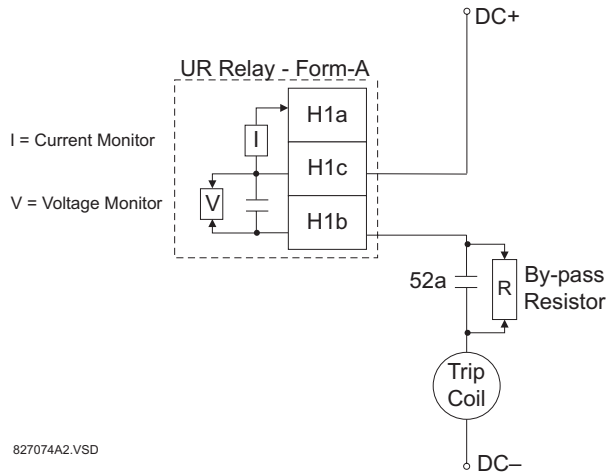 DC+
UR Relay - Form-A
I = Current Monitor
I
H1a
V = Voltage Monitor
V
H1c
H1b
52a
R
By-pass
Resistor
Trip
Coil
827074A2.VSD
DC–